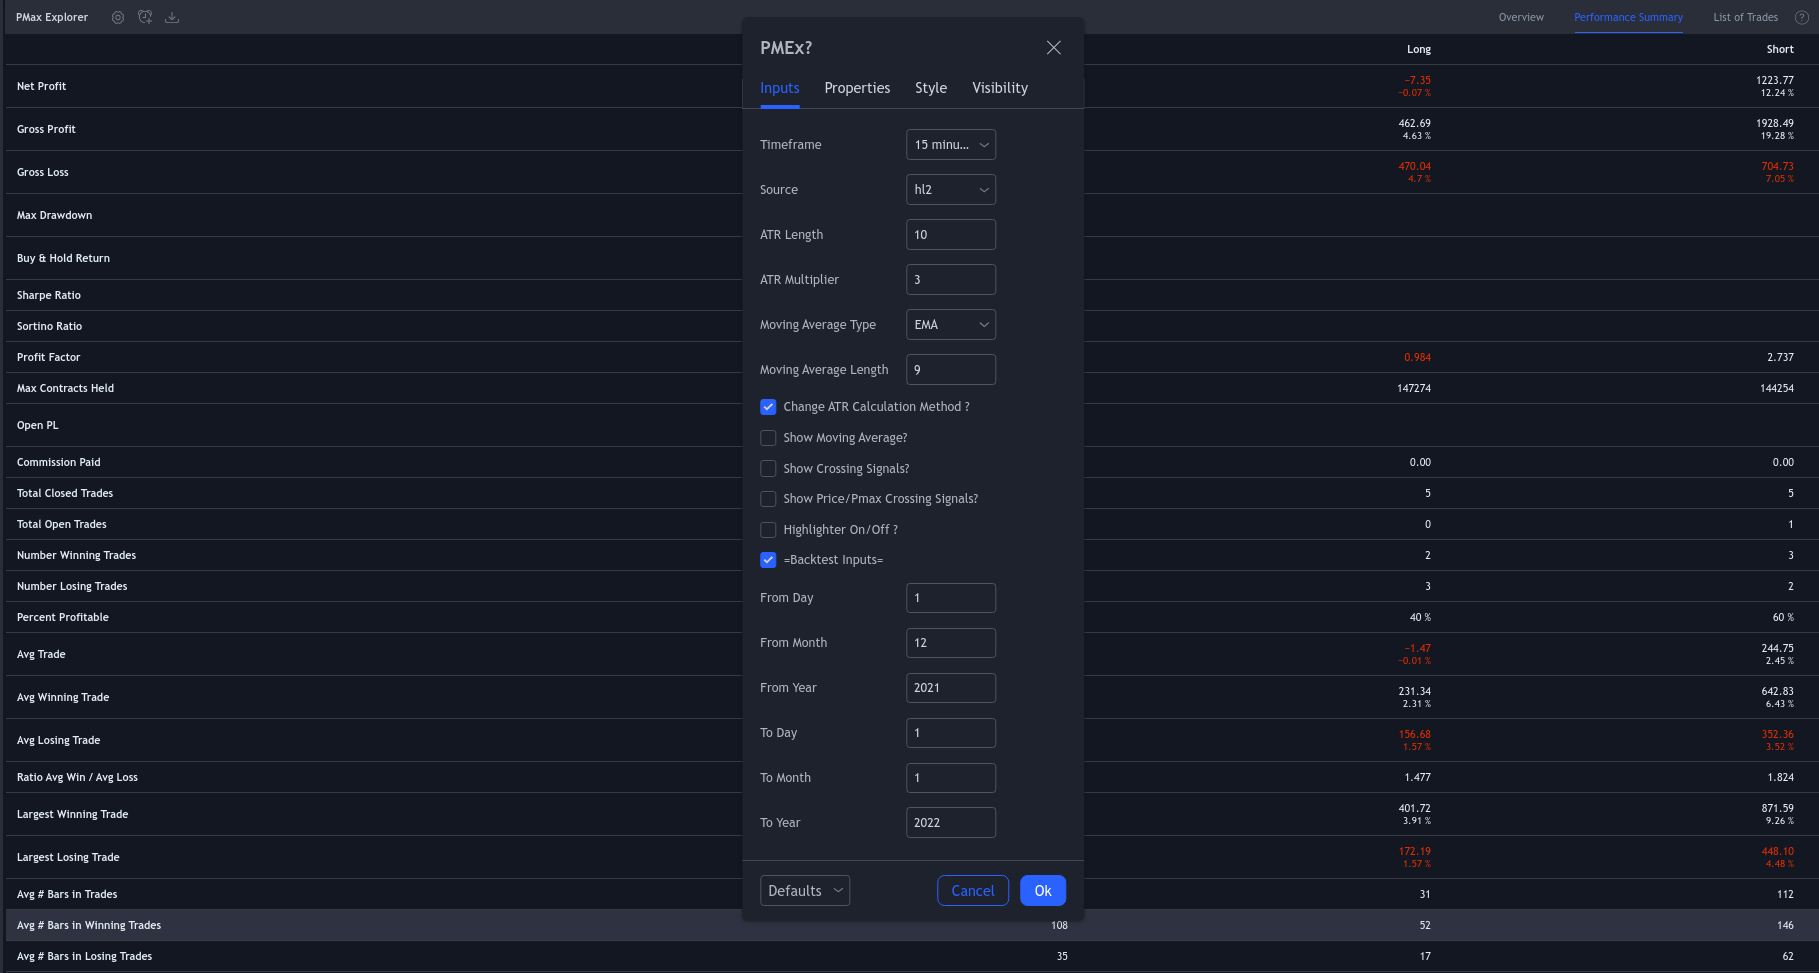 PMax Explorer
Overview Performance Summary List of Trades ?
PMEx?
Inputs Properties Style Visibility
Timeframe 15 minu...
Source hl2
ATR Length 10
ATR Multiplier 3
Moving Average Type EMA
Moving Average Length 9
Change ATR Calculation Method ?
Show Moving Average?
Show Crossing Signals?
Show Price/Pmax Crossing Signals?
Highlighter On/Off ?
=Backtest Inputs=
From Day 1
From Month 12
From Year 2021
To Day 1
To Month 1
To Year 2022
Defaults Cancel Ok
Long Short
Net Profit −7.35 1223.77
−0.07 % 12.24 %
Gross Profit 462.69 1928.49
4.63 % 19.28 %
Gross Loss 470.04 704.73
4.7 % 7.05 %
Max Drawdown
Buy & Hold Return
Sharpe Ratio
Sortino Ratio
Profit Factor 0.984 2.737
Max Contracts Held 147274 144254
Open PL
Commission Paid 0.00 0.00
Total Closed Trades 5 5
Total Open Trades 0 1
Number Winning Trades 2 3
Number Losing Trades 3 2
Percent Profitable 40 % 60 %
Avg Trade −1.47 244.75
−0.01 % 2.45 %
Avg Winning Trade 231.34 642.83
2.31 % 6.43 %
Avg Losing Trade 156.68 352.36
1.57 % 3.52 %
Ratio Avg Win / Avg Loss 1.477 1.824
Largest Winning Trade 401.72 871.59
3.91 % 9.26 %
Largest Losing Trade 172.19 448.10
1.57 % 4.48 %
Avg # Bars in Trades 31 112
Avg # Bars in Winning Trades 108 52 146
Avg # Bars in Losing Trades 35 17 62